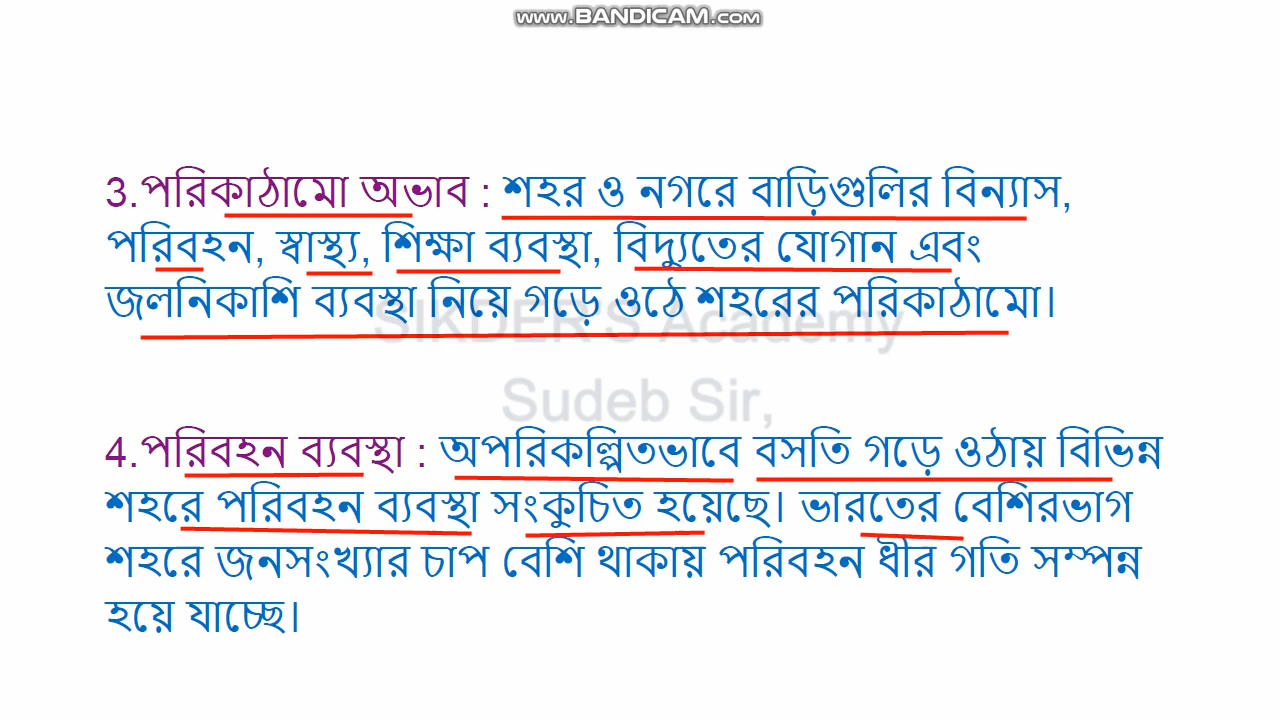 www.BANDICAM.com
3.পরিকাঠামো অভাব : শহর ও নগরে বাড়িগুলির বিন্যাস,
পরিবহন, স্বাস্থ্য, শিক্ষা ব্যবস্থা, বিদ্যুতের যোগান এবং
জলনিকাশি ব্যবস্থা নিয়ে গড়ে ওঠে শহরের পরিকাঠামো।
SIKDER'S Academy
Sudeb Sir,
4.পরিবহন ব্যবস্থা : অপরিকল্পিতভাবে বসতি গড়ে ওঠায় বিভিন্ন
শহরে পরিবহন ব্যবস্থা সংকুচিত হয়েছে। ভারতের বেশিরভাগ
শহরে জনসংখ্যার চাপ বেশি থাকায় পরিবহন ধীর গতি সম্পন্ন
হয়ে যাচ্ছে।